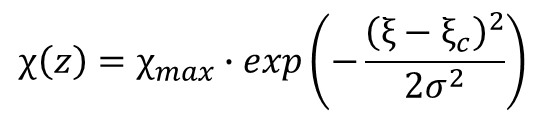 χ(z) = χ_max · exp(−(ξ − ξ_c)²/2σ²)